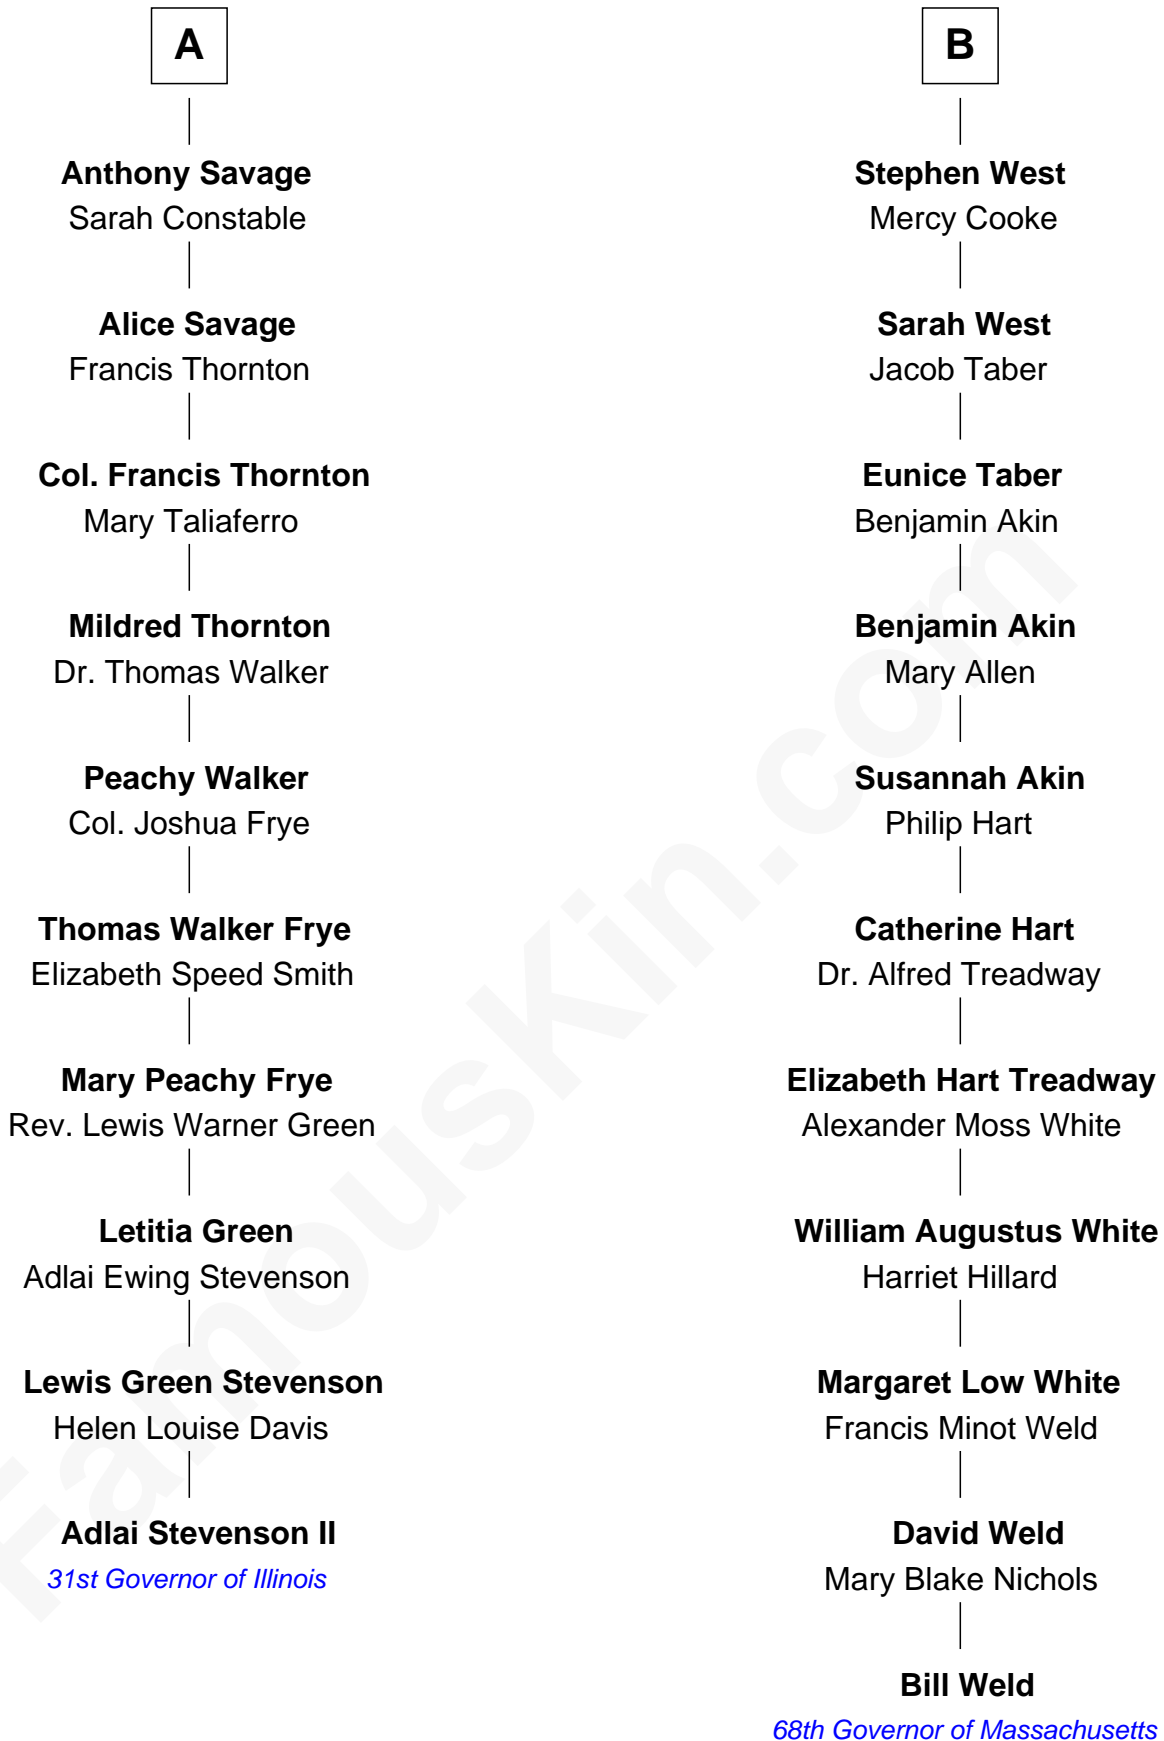 A
Anthony Savage
Sarah Constable
Alice Savage
Francis Thornton
Col. Francis Thornton
Mary Taliaferro
Mildred Thornton
Dr. Thomas Walker
Peachy Walker
Col. Joshua Frye
Thomas Walker Frye
Elizabeth Speed Smith
Mary Peachy Frye
Rev. Lewis Warner Green
Letitia Green
Adlai Ewing Stevenson
Lewis Green Stevenson
Helen Louise Davis
Adlai Stevenson II
31st Governor of Illinois
B
Stephen West
Mercy Cooke
Sarah West
Jacob Taber
Eunice Taber
Benjamin Akin
Benjamin Akin
Mary Allen
Susannah Akin
Philip Hart
Catherine Hart
Dr. Alfred Treadway
Elizabeth Hart Treadway
Alexander Moss White
William Augustus White
Harriet Hillard
Margaret Low White
Francis Minot Weld
David Weld
Mary Blake Nichols
Bill Weld
68th Governor of Massachusetts
FamousKin.com